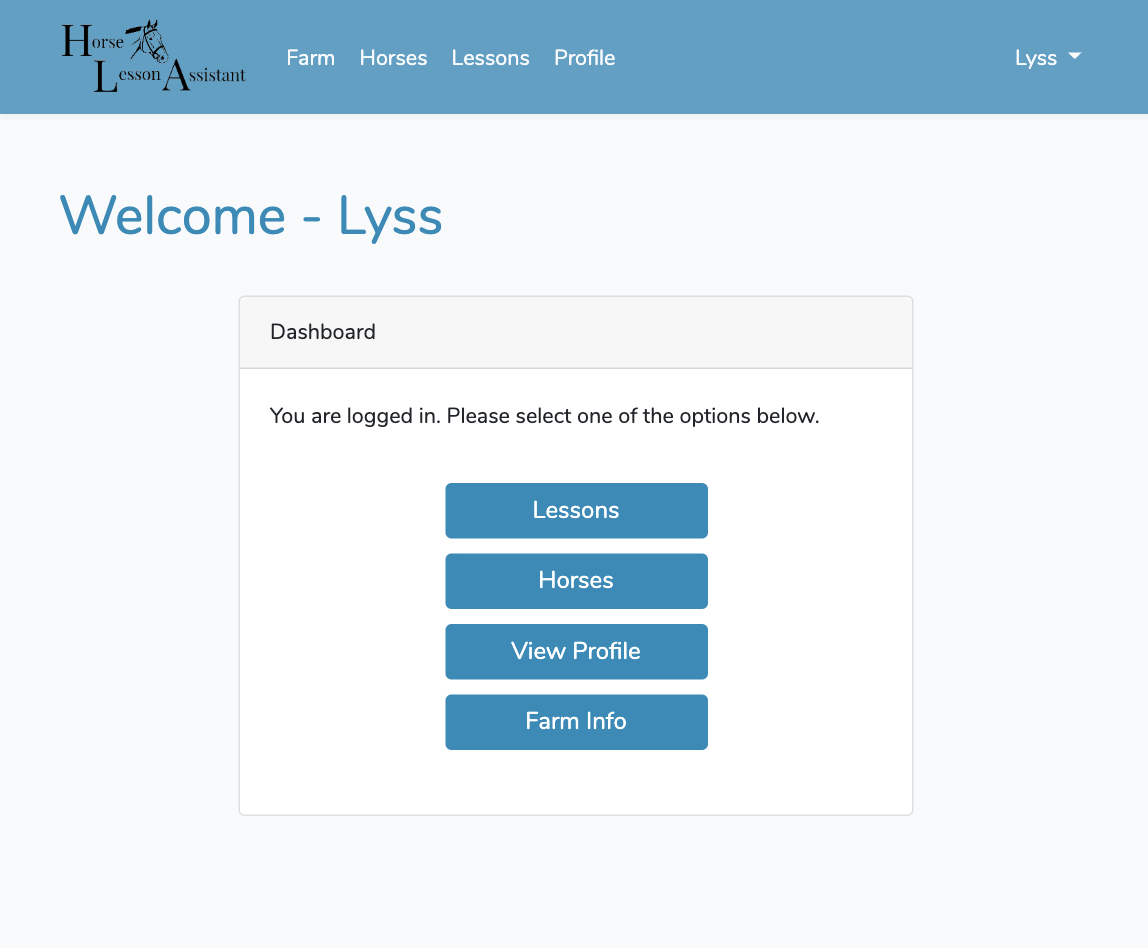 Horse
Lesson Assistant
Farm Horses Lessons Profile
Lyss
Welcome - Lyss
Dashboard
You are logged in. Please select one of the options below.
Lessons
Horses
View Profile
Farm Info